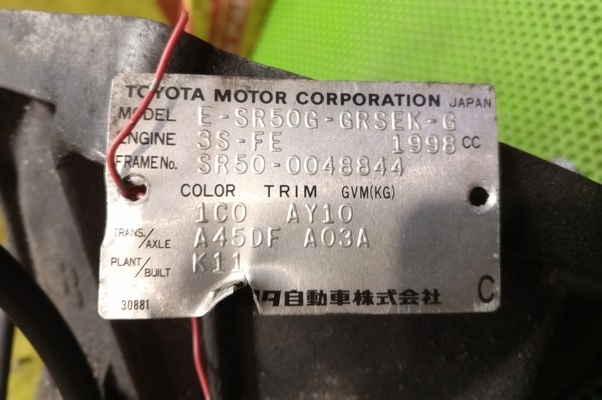 TOYOTA MOTOR CORPORATION JAPAN
MODEL E-SR50G-GRSEK-G
ENGINE 3S-FE 1998 CC
FRAME No. SR50-0048844
COLOR TRIM GVM(KG)
1C0 AY10
TRANS./AXLE A45DF A03A
PLANT/BUILT K11
自動車株式会社 C
30881